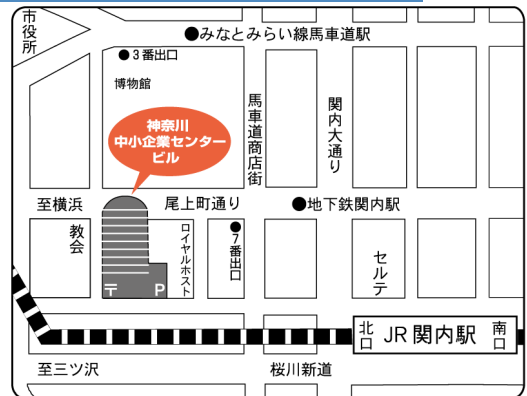 市役所
●みなとみらい線馬車道駅
●3番出口
博物館
神奈川
中小企業センター
ビル
馬車道商店街
関内大通り
至横浜
尾上町通り
●地下鉄関内駅
教会
ロイヤルホスト
●7番出口
セルテ
〒 P
北口
JR関内駅
南口
至三ツ沢
桜川新道